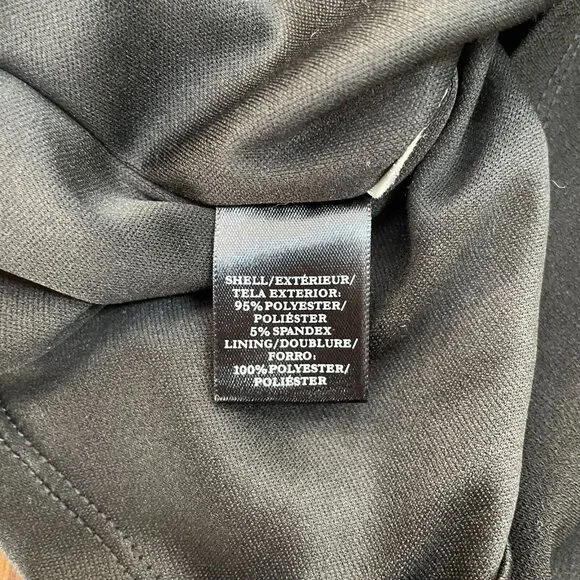 SHELL/EXTÉRIEUR/
TELA EXTERIOR:
95% POLYESTER/
POLIÉSTER
5% SPANDEX
LINING/DOUBLURE/
FORRO:
100% POLYESTER/
POLIÉSTER